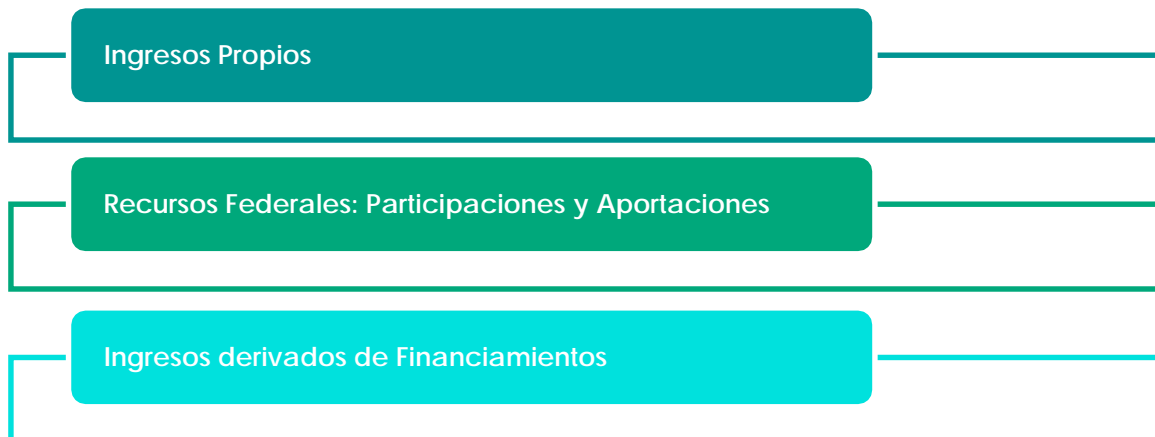 Ingresos Propios
Recursos Federales: Participaciones y Aportaciones
Ingresos derivados de Financiamientos